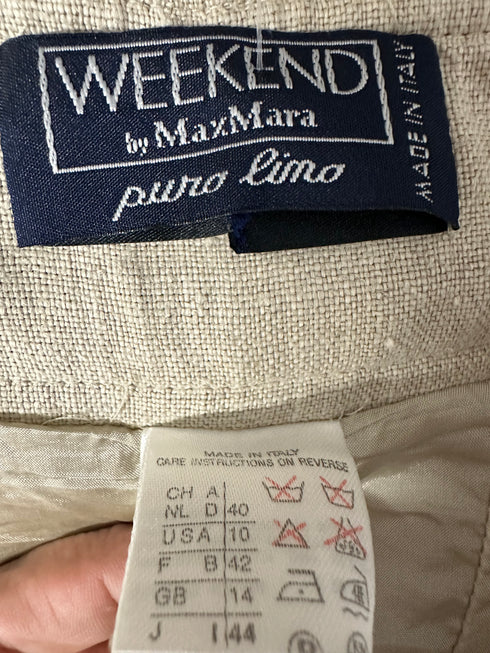 WEEKEND
by MaxMara
puro lino
MADE IN ITALY
MADE IN ITALY
CARE INSTRUCTIONS ON REVERSE
CH A
NL D 40
USA 10
F B 42
GB 14
J I 44